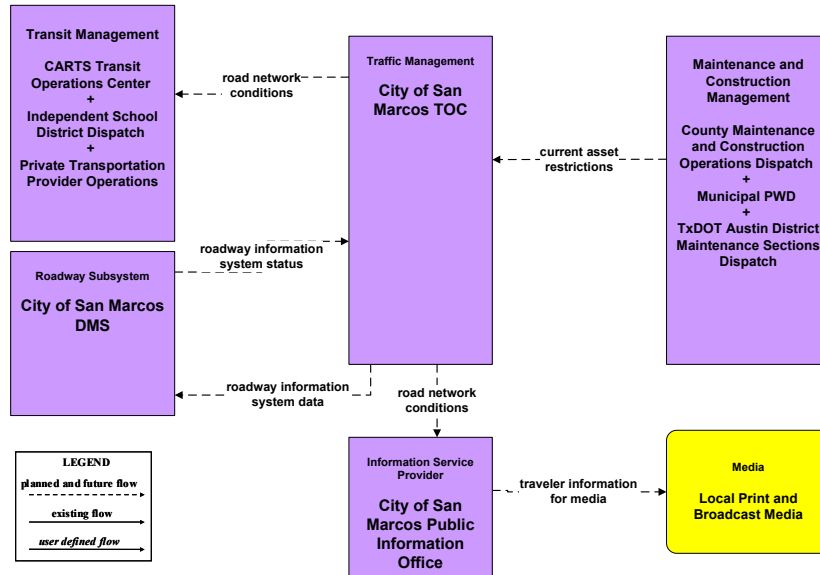 Transit Management
CARTS Transit
Operations Center
+
Independent School
District Dispatch
+
Private Transportation
Provider Operations
road network
conditions
Traffic Management
City of San
Marcos TOC
current asset
restrictions
Maintenance and
Construction
Management
County Maintenance
and Construction
Operations Dispatch
+
Municipal PWD
+
TxDOT Austin District
Maintenance Sections
Dispatch
roadway information
system status
Roadway Subsystem
City of San Marcos
DMS
roadway information
system data
road network
conditions
LEGEND
planned and future flow
existing flow
user defined flow
Information Service
Provider
City of San
Marcos Public
Information
Office
traveler information
for media
Media
Local Print and
Broadcast Media